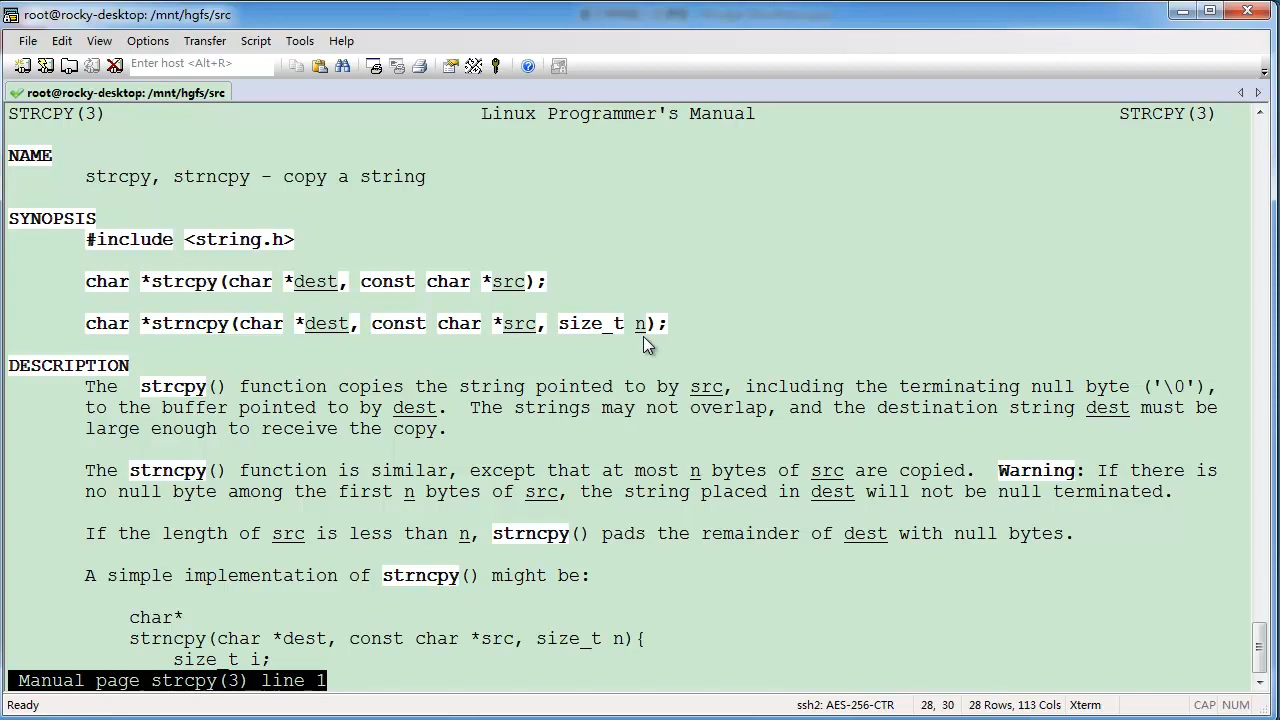 root@rocky-desktop: /mnt/hgfs/src
File Edit View Options Transfer Script Tools Help
Enter host <Alt+R>
root@rocky-desktop: /mnt/hgfs/src
STRCPY(3) Linux Programmer's Manual STRCPY(3)
NAME
strcpy, strncpy - copy a string
SYNOPSIS
#include <string.h>
char *strcpy(char *dest, const char *src);
char *strncpy(char *dest, const char *src, size_t n);
DESCRIPTION
The strcpy() function copies the string pointed to by src, including the terminating null byte ('\0'),
to the buffer pointed to by dest. The strings may not overlap, and the destination string dest must be
large enough to receive the copy.
The strncpy() function is similar, except that at most n bytes of src are copied. Warning: If there is
no null byte among the first n bytes of src, the string placed in dest will not be null terminated.
If the length of src is less than n, strncpy() pads the remainder of dest with null bytes.
A simple implementation of strncpy() might be:
char*
strncpy(char *dest, const char *src, size_t n){
size_t i;
Manual page strcpy(3) line 1
Ready ssh2: AES-256-CTR 28, 30 28 Rows, 113 Cols Xterm CAP NUM